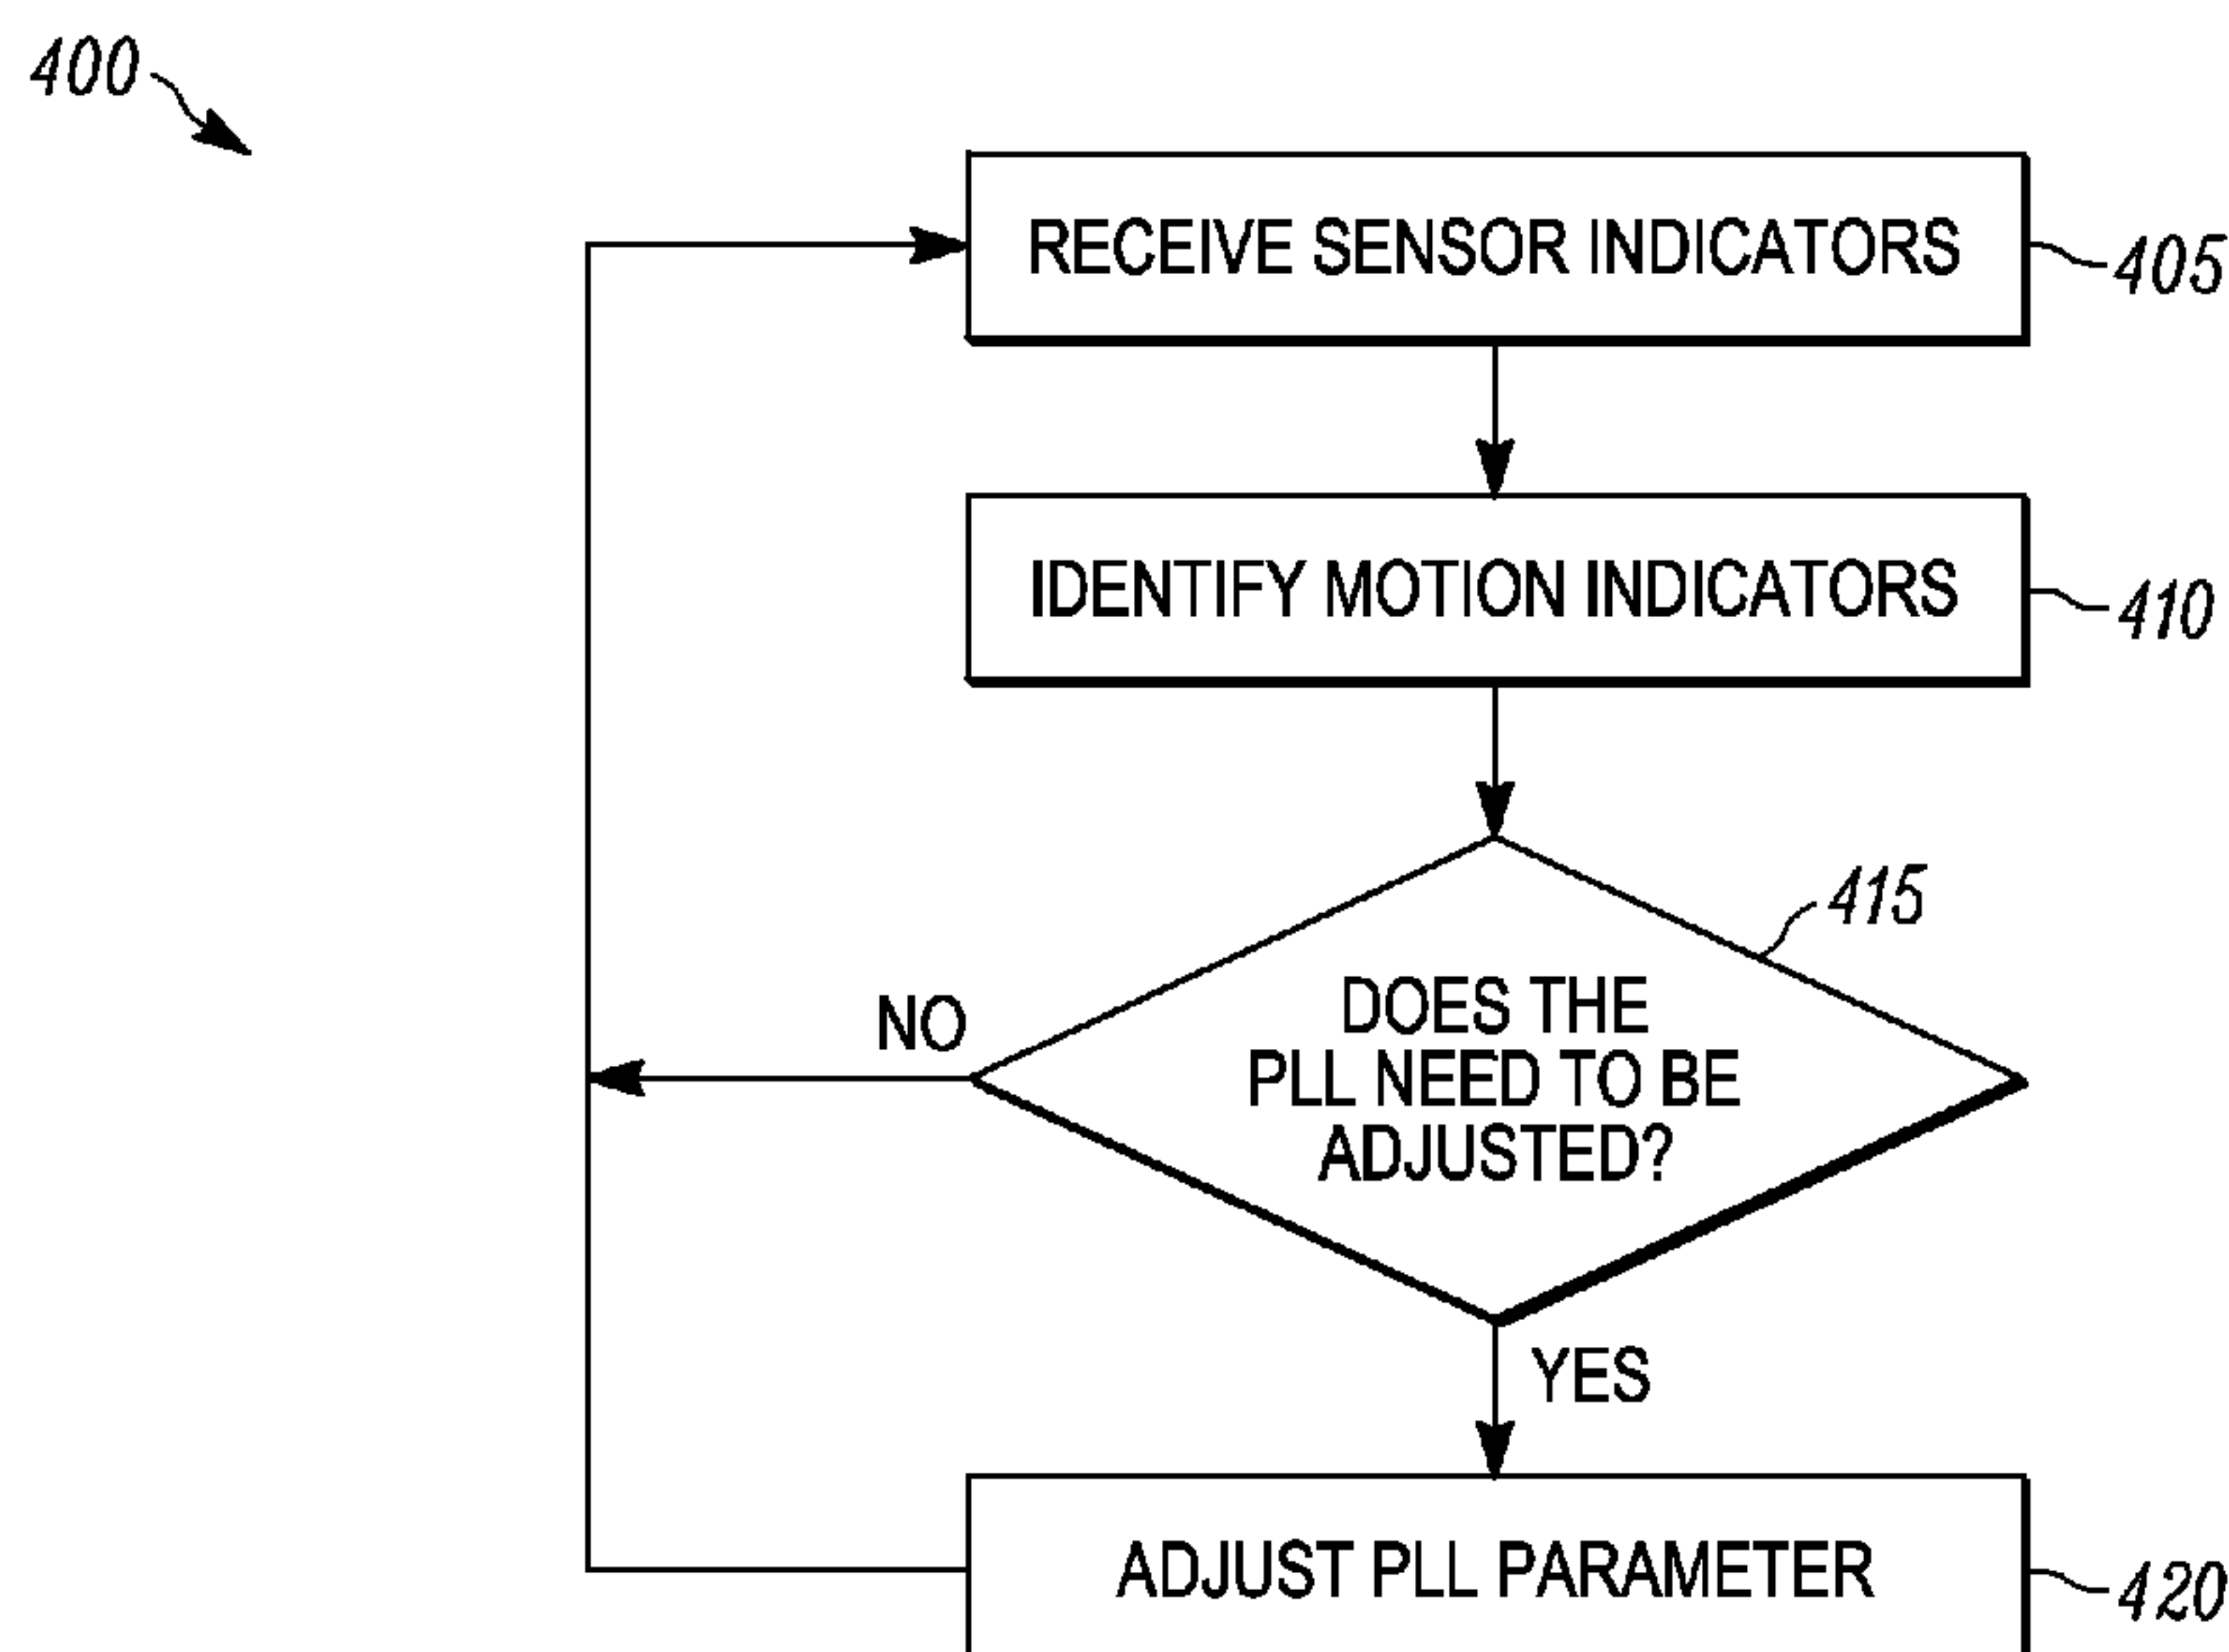 400
RECEIVE SENSOR INDICATORS
405
IDENTIFY MOTION INDICATORS
410
415
DOES THE
PLL NEED TO BE
ADJUSTED?
NO
YES
ADJUST PLL PARAMETER
420